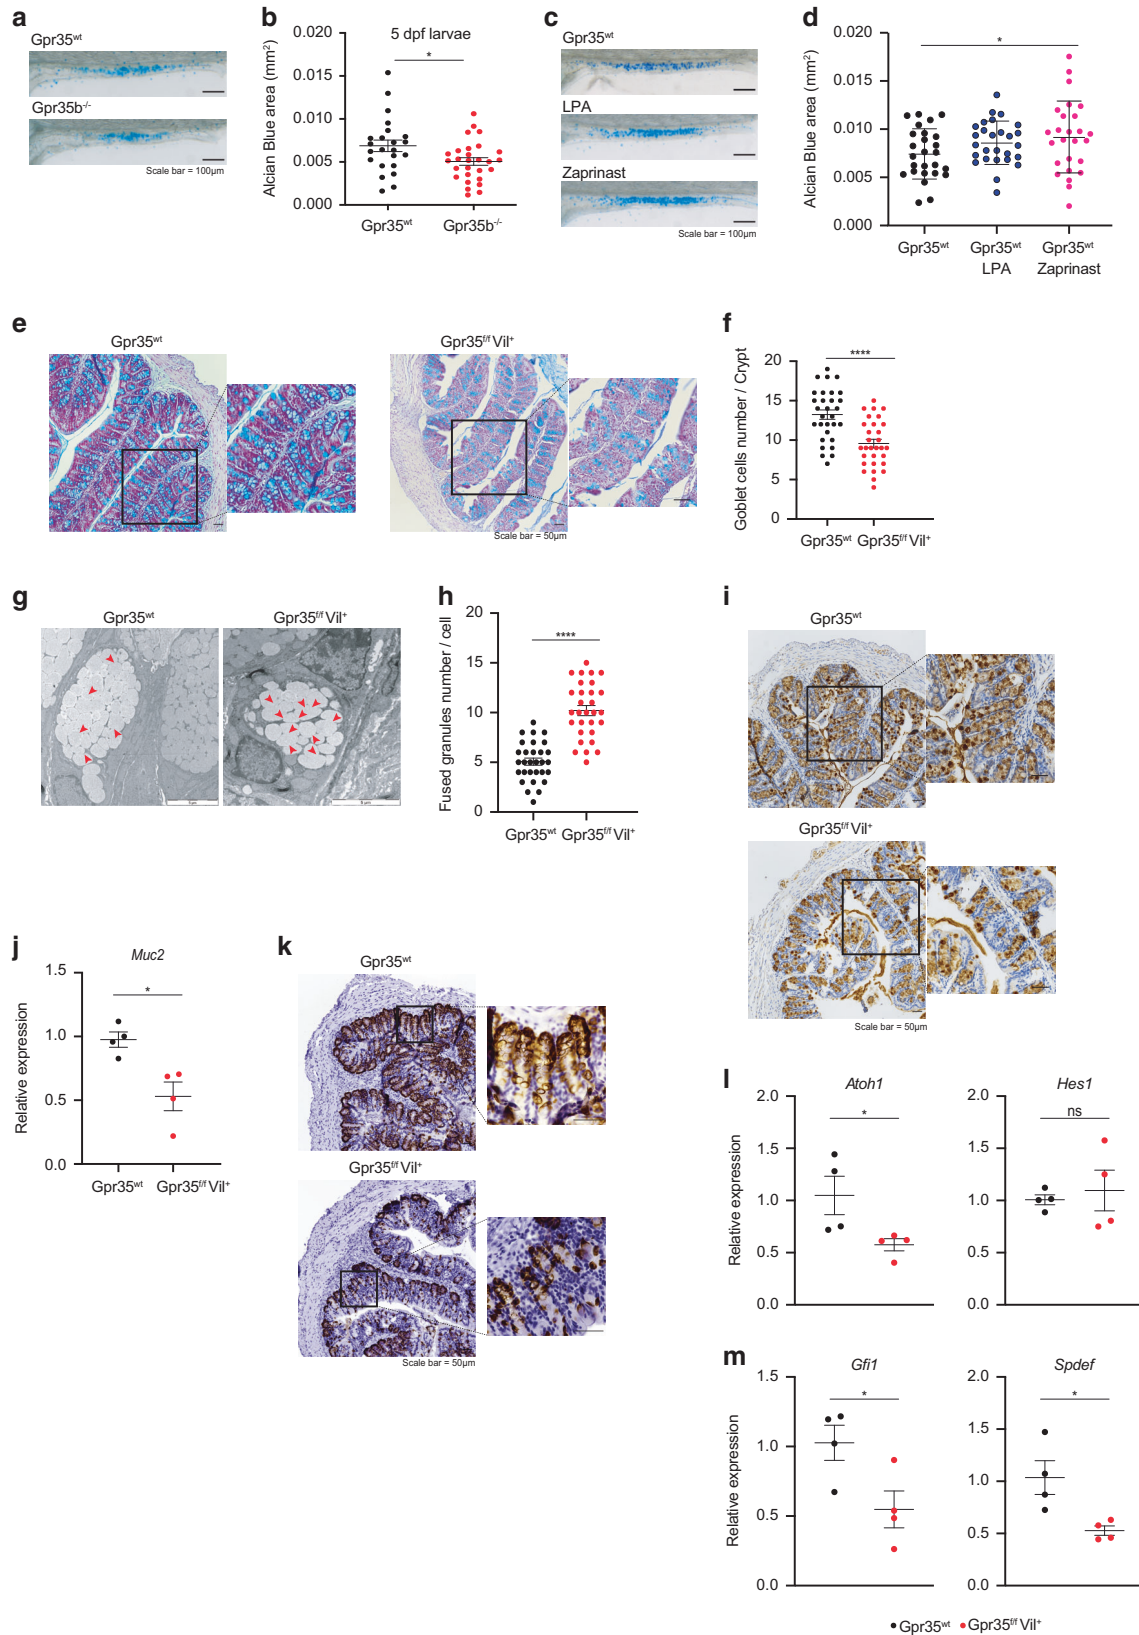 a
Gpr35wt
Gpr35b-/-
Scale bar = 100µm
b
5 dpf larvae
*
Alcian Blue area (mm2)
0.020
0.015
0.010
0.005
0.000
Gpr35wt Gpr35b-/-
c
Gpr35wt
LPA
Zaprinast
Scale bar = 100µm
d
*
Alcian Blue area (mm2)
0.020
0.015
0.010
0.005
0.000
Gpr35wt Gpr35wt Gpr35wt
LPA Zaprinast
e
Gpr35wt
Gpr35f/f Vil+
Scale bar = 50µm
f
****
Goblet cells number / Crypt
20
15
10
5
0
Gpr35wt Gpr35f/f Vil+
g
Gpr35wt
Gpr35f/f Vil+
h
****
Fused granules number / cell
20
15
10
5
0
Gpr35wt Gpr35f/f Vil+
i
Gpr35wt
Gpr35f/f Vil+
Scale bar = 50µm
j
Muc2
*
Relative expression
1.5
1.0
0.5
0.0
Gpr35wt Gpr35f/f Vil+
k
Gpr35wt
Gpr35f/f Vil+
Scale bar = 50µm
l
Atoh1
*
Relative expression
2.0
1.5
1.0
0.5
0.0
Hes1
ns
2.0
1.5
1.0
0.5
0.0
m
Gfi1
*
Relative expression
1.5
1.0
0.5
0.0
Spdef
*
2.0
1.5
1.0
0.5
0.0
Gpr35wt Gpr35f/f Vil+